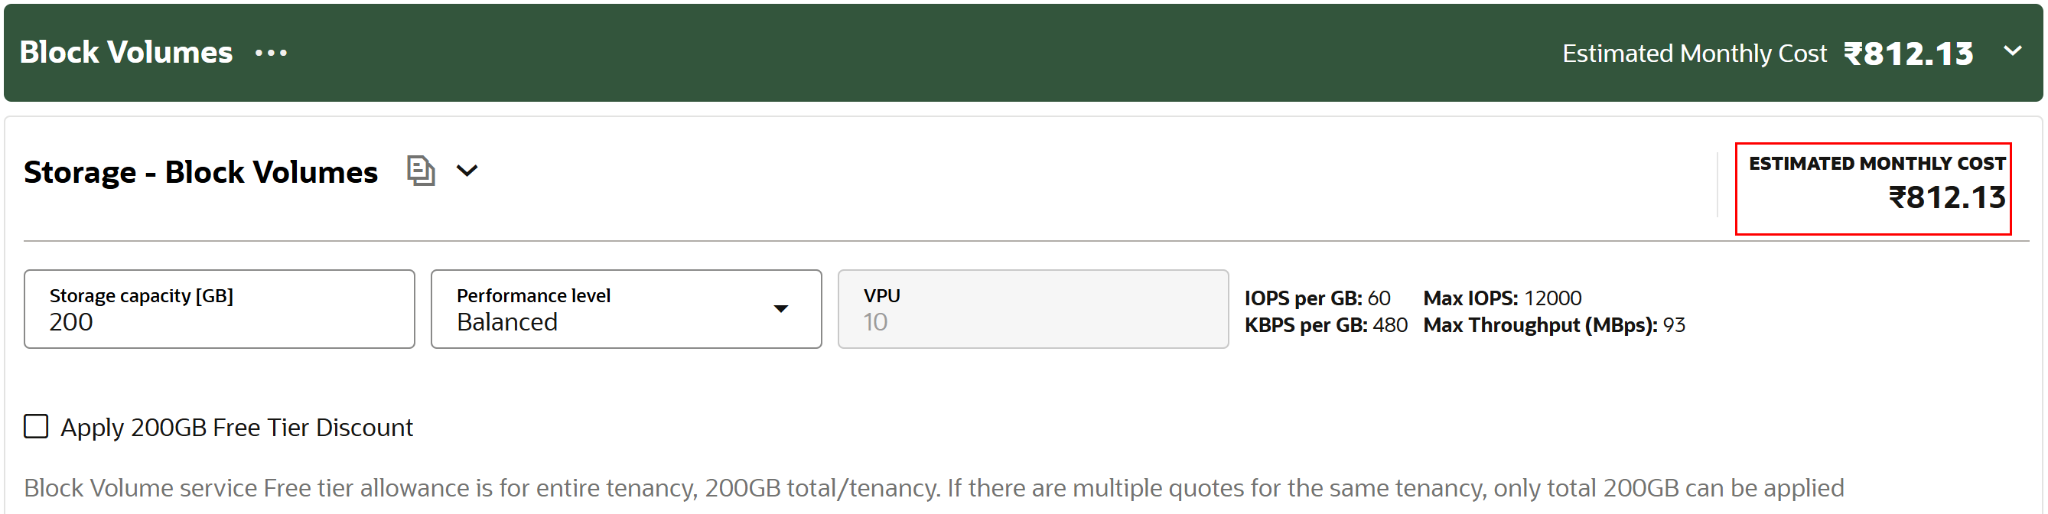 Block Volumes ...
Estimated Monthly Cost ₹812.13
Storage - Block Volumes
ESTIMATED MONTHLY COST
₹812.13
Storage capacity [GB]
200
Performance level
Balanced
VPU
10
IOPS per GB: 60 Max IOPS: 12000
KBPS per GB: 480 Max Throughput (MBps): 93
Apply 200GB Free Tier Discount
Block Volume service Free tier allowance is for entire tenancy, 200GB total/tenancy. If there are multiple quotes for the same tenancy, only total 200GB can be applied